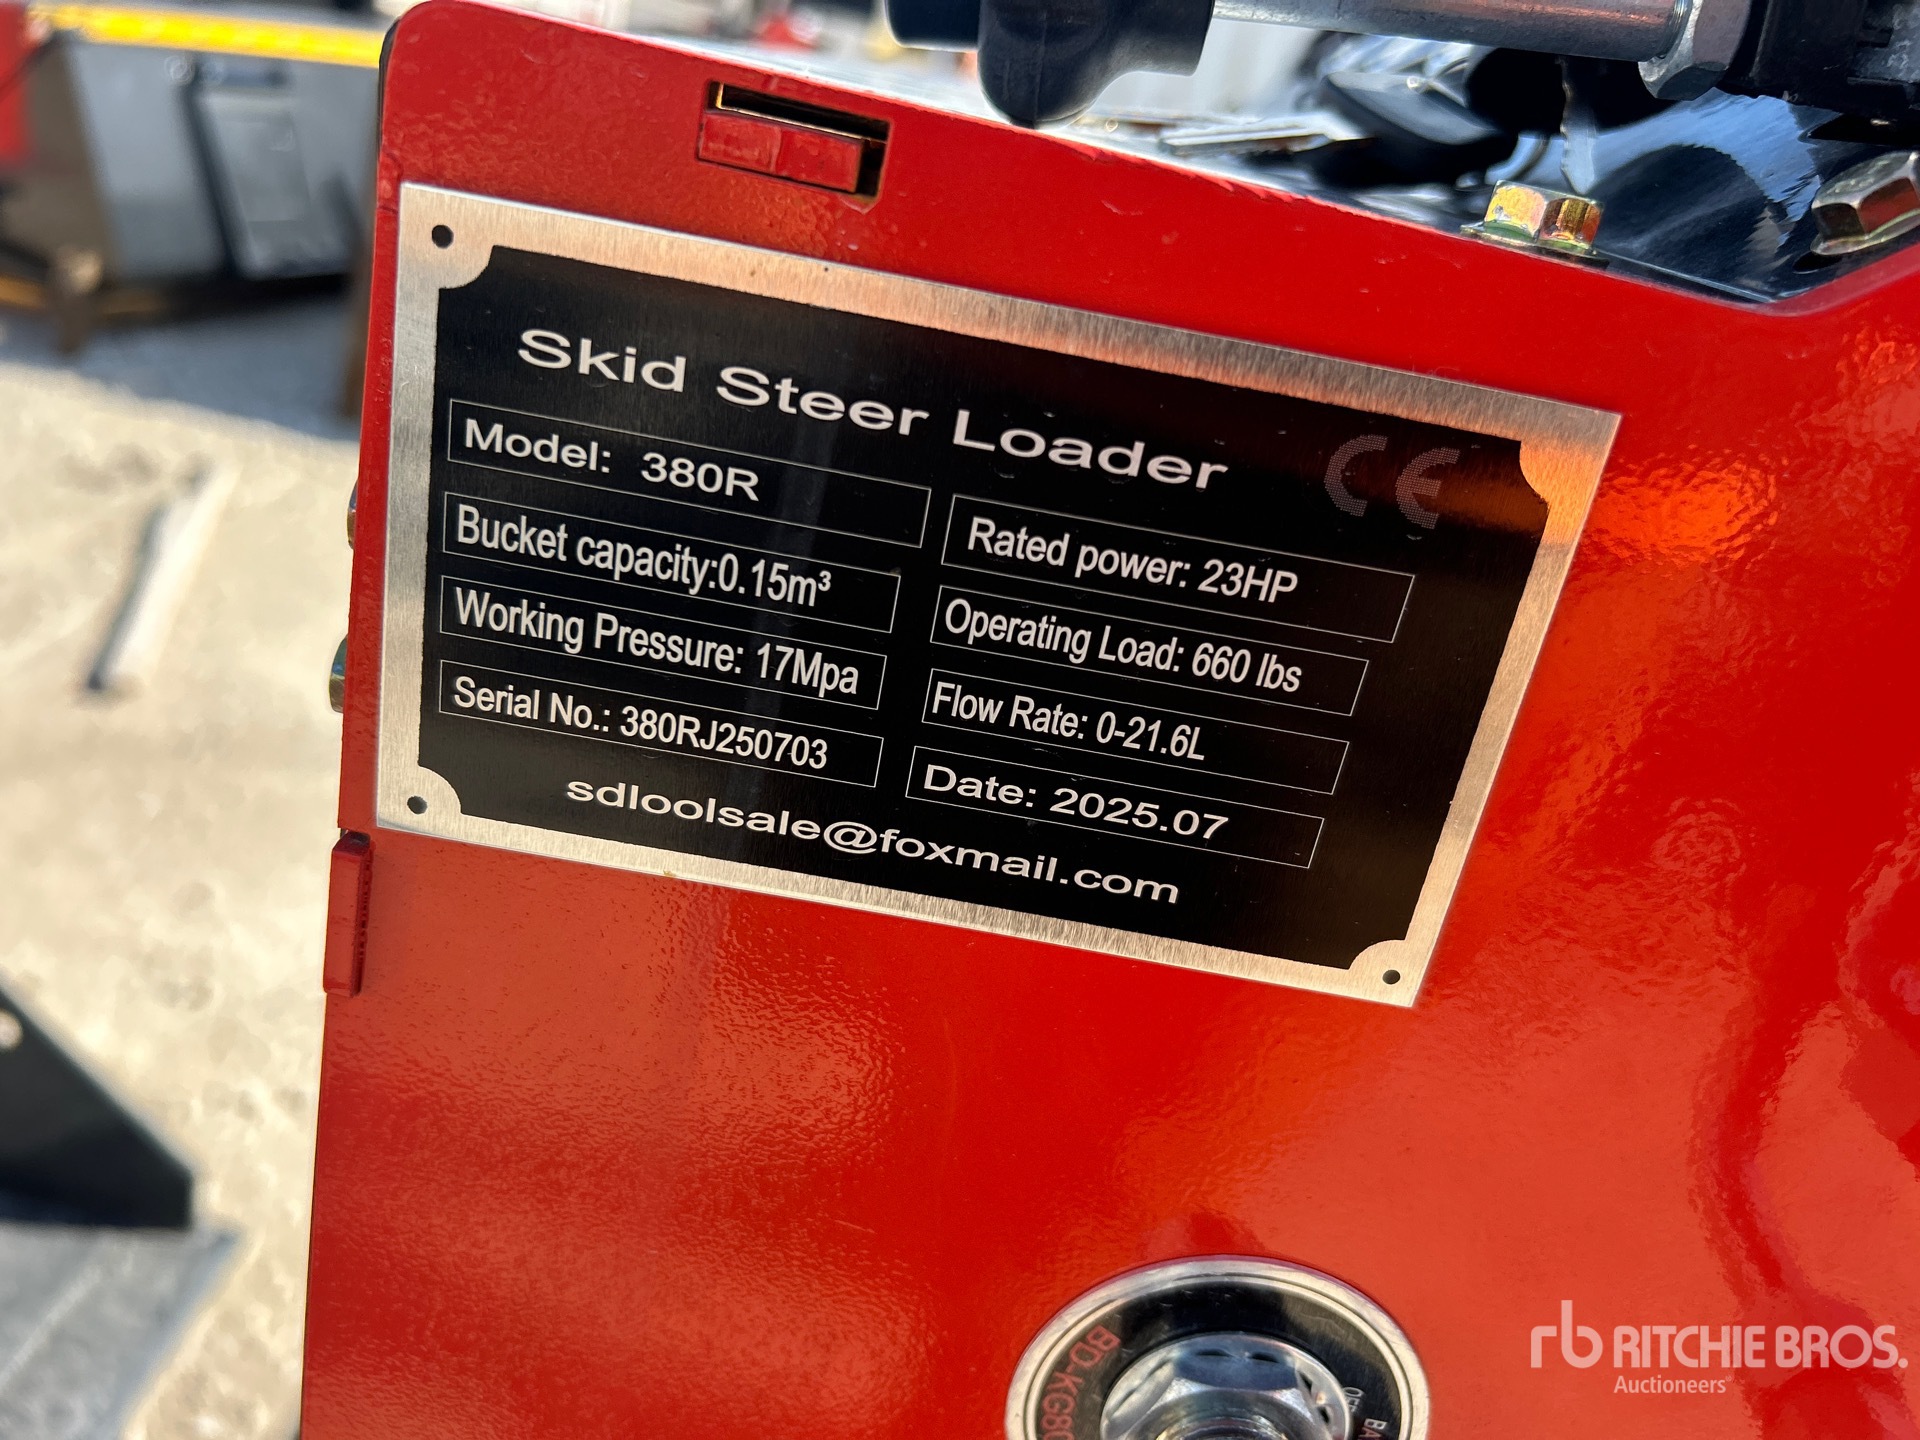 Skid Steer Loader
CE
Model: 380R
Rated power: 23HP
Bucket capacity:0.15m³
Operating Load: 660 lbs
Working Pressure: 17Mpa
Flow Rate: 0-21.6L
Serial No.: 380RJ250703
Date: 2025.07
sdloolsale@foxmail.com
OFF
rb RITCHIE BROS.
Auctioneers